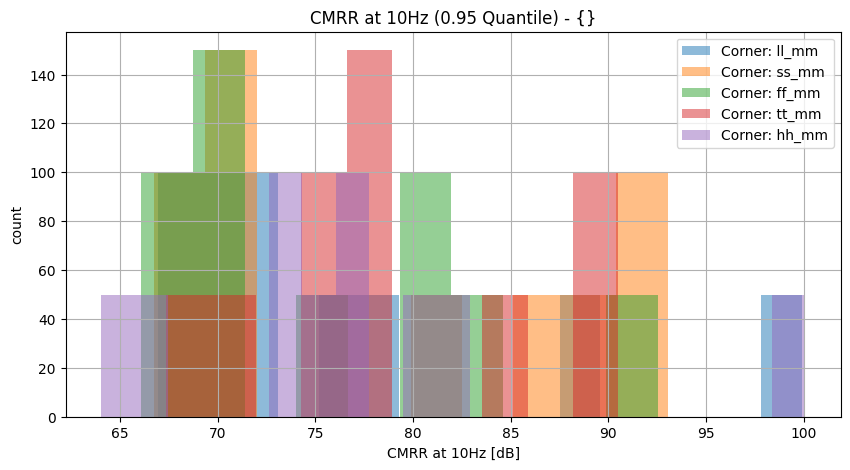 CMRR at 10Hz (0.95 Quantile) - {}
count
140
120
100
80
60
40
20
0
65
70
75
80
85
90
95
100
CMRR at 10Hz [dB]
Corner: ll_mm
Corner: ss_mm
Corner: ff_mm
Corner: tt_mm
Corner: hh_mm